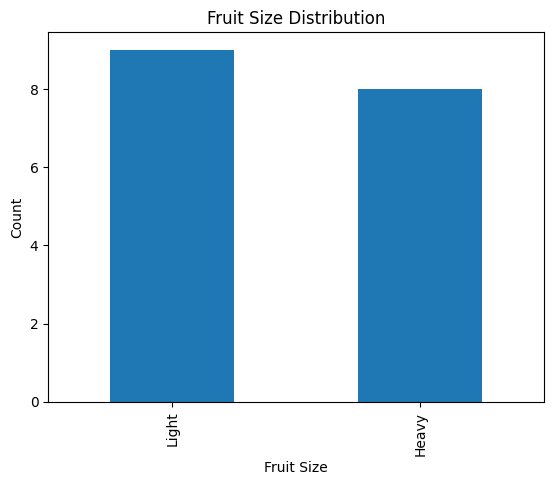 Fruit Size Distribution
Count
8
6
4
2
0
Light
Heavy
Fruit Size